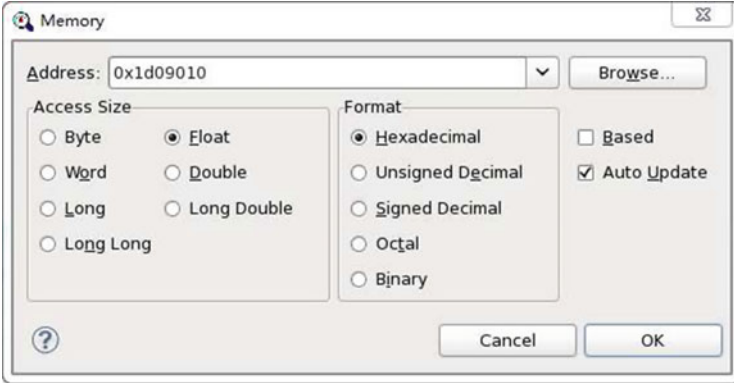 Memory
Address: 0x1d09010 Browse...
Access Size Format
Byte Float Hexadecimal Based
Word Double Unsigned Decimal Auto Update
Long Long Double Signed Decimal
Long Long Octal
Binary
? Cancel OK